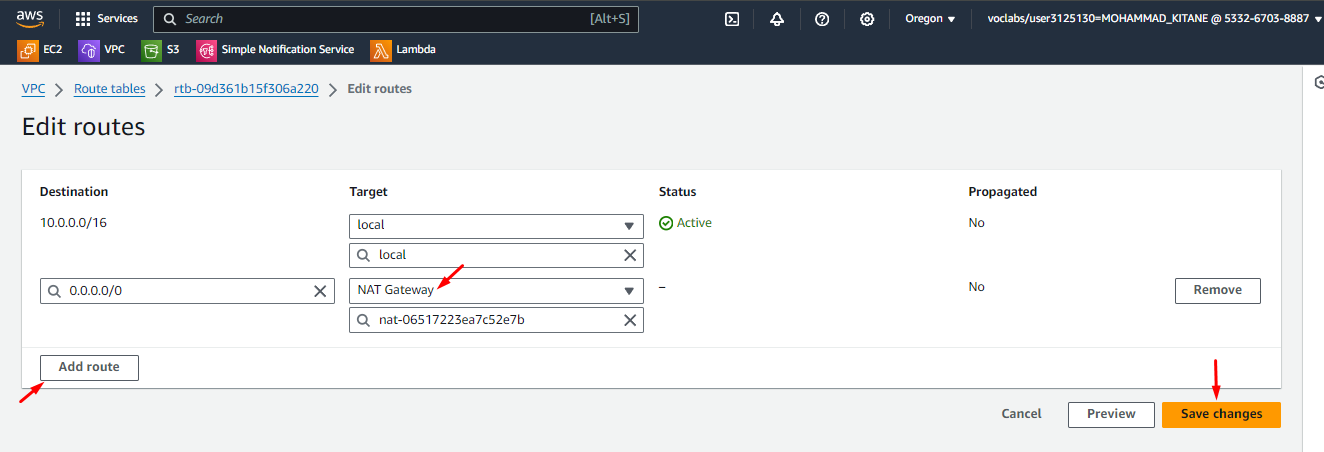 aws Services Search [Alt+S] Oregon voclabs/user3125130=MOHAMMAD_KITANE @ 5332-6703-8887
EC2 VPC S3 Simple Notification Service Lambda
VPC Route tables rtb-09d361b15f306a220 Edit routes
Edit routes
Destination Target Status Propagated
10.0.0.0/16 local Active No
local
0.0.0.0/0 NAT Gateway – No Remove
nat-06517223ea7c52e7b
Add route
Cancel Preview Save changes